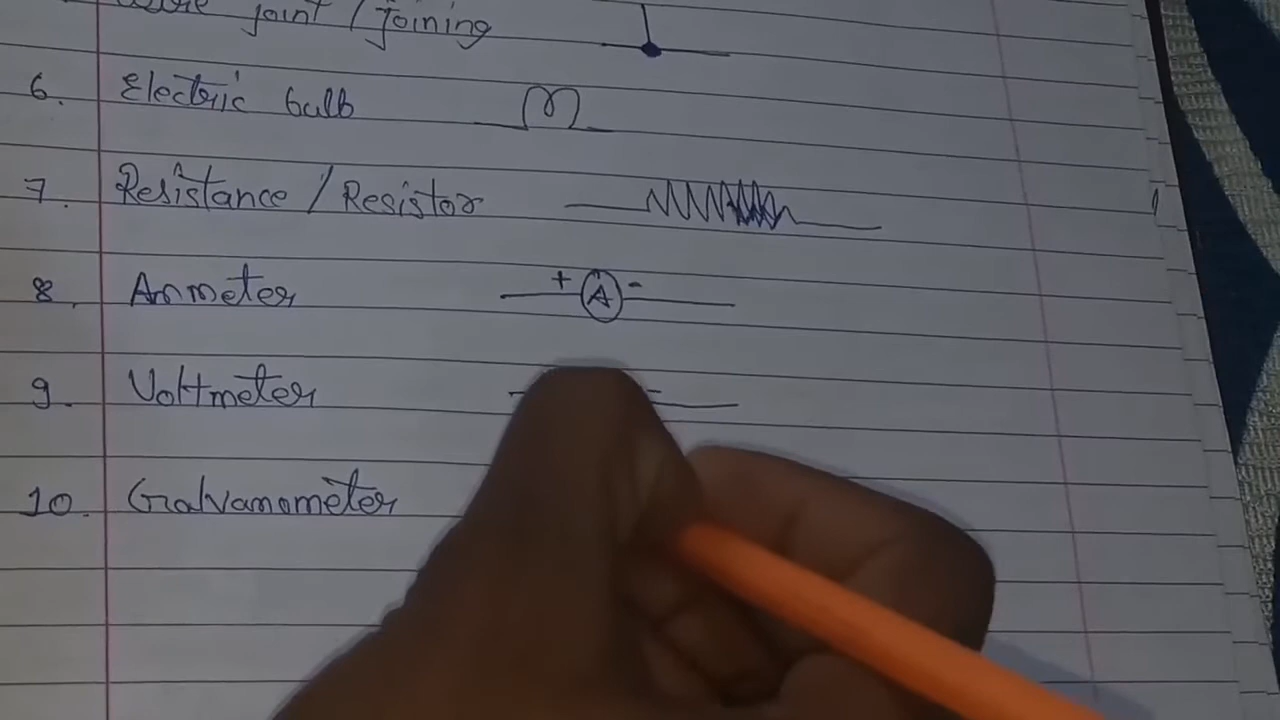 joint / Joining
6. Electric bulb
7. Resistance / Resistor
8. Ammeter + A -
9. Voltmeter
10. Galvanometer